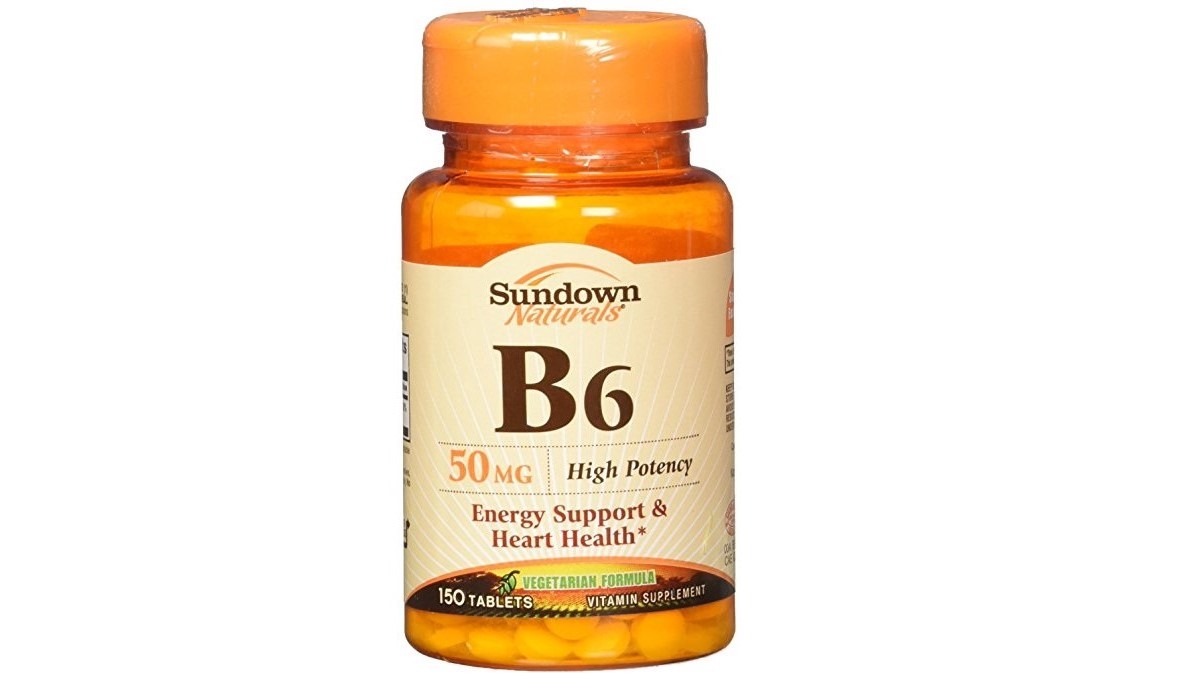 Sundown
Naturals®
B6
50 MG
High Potency
Energy Support &
Heart Health*
VEGETARIAN FORMULA
150 TABLETS
VITAMIN SUPPLEMENT